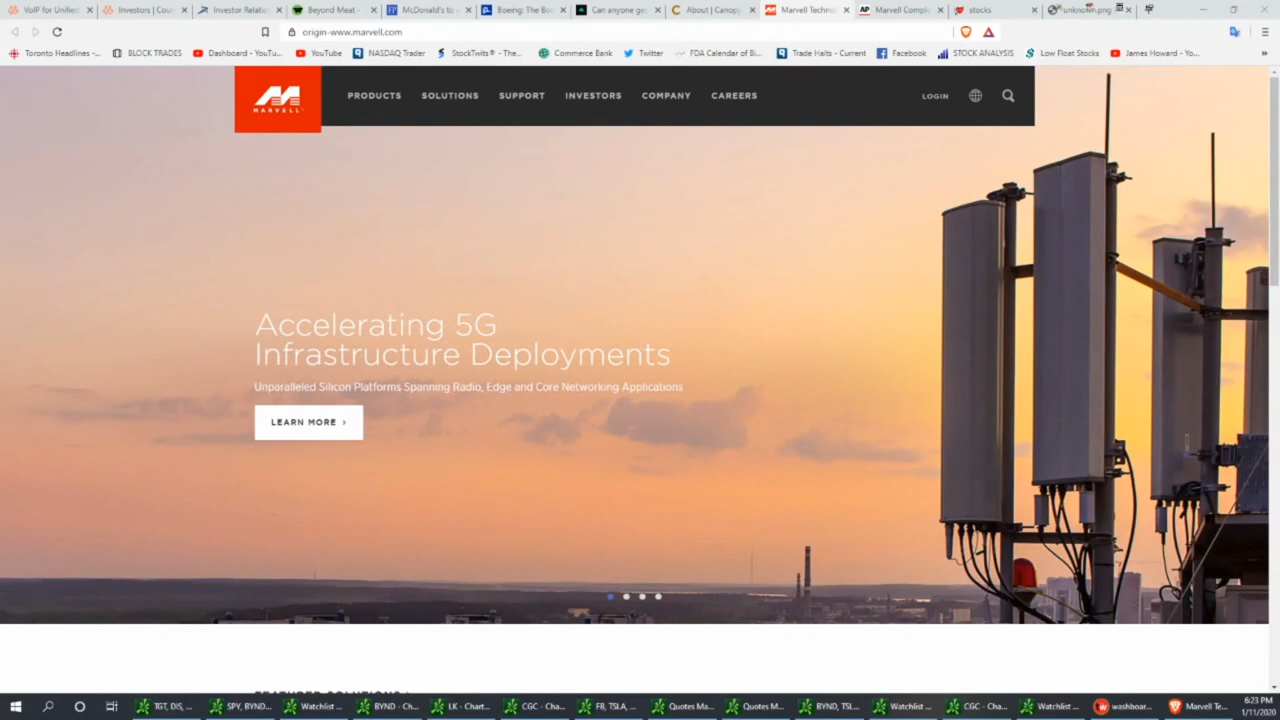 VoIP for Unified
Investors | Cou
Investor Relatio
Beyond Meat -
McDonald's to
Boeing: The Bo
Can anyone get
About | Canopy
Marvell Technol
Marvell Comple
stocks
unknown.png
origin-www.marvell.com
Toronto Headlines -...
BLOCK TRADES
Dashboard - YouTu...
YouTube
NASDAQ Trader
StockTwits® - The...
Commerce Bank
Twitter
FDA Calendar of Bi...
Trade Halts - Current
Facebook
STOCK ANALYSIS
Low Float Stocks
James Howard - Yo...
MARVELL
PRODUCTS
SOLUTIONS
SUPPORT
INVESTORS
COMPANY
CAREERS
LOGIN
Accelerating 5G
Infrastructure Deployments
Unparalleled Silicon Platforms Spanning Radio, Edge and Core Networking Applications
LEARN MORE >
TGT, DIS, ...
SPY, BYND...
Watchlist ...
BYND - Ch...
LK - Chart...
CGC - Cha...
FB, TSLA, ...
Quotes Ma...
Quotes M...
BYND, TSL...
Watchlist ...
CGC - Cha...
Watchlist ...
washboar...
Marvell Te...
6:23 PM
1/11/2020